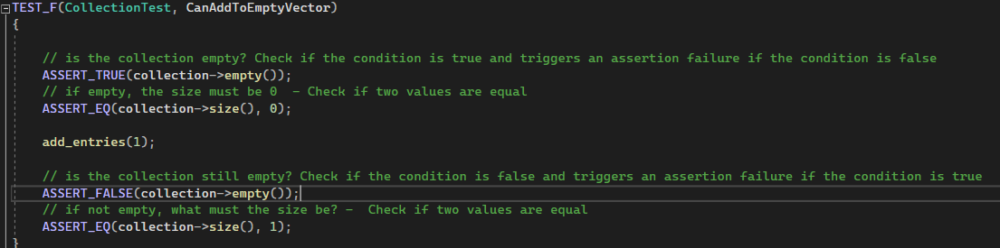 TEST_F(CollectionTest, CanAddToEmptyVector)
{
// is the collection empty? Check if the condition is true and triggers an assertion failure if the condition is false
ASSERT_TRUE(collection->empty());
// if empty, the size must be 0  - Check if two values are equal
ASSERT_EQ(collection->size(), 0);
add_entries(1);
// is the collection still empty? Check if the condition is false and triggers an assertion failure if the condition is true
ASSERT_FALSE(collection->empty());
// if not empty, what must the size be? -  Check if two values are equal
ASSERT_EQ(collection->size(), 1);
}